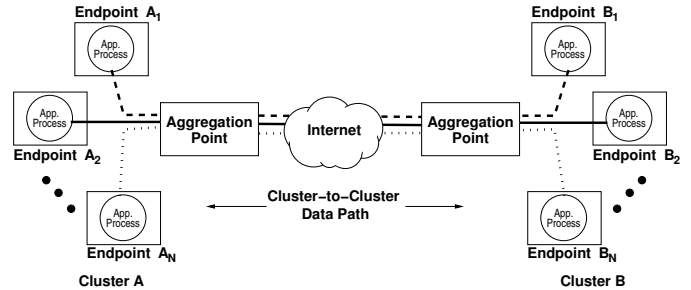 Endpoint A1
App.
Process
App.
Process
Endpoint A2
App.
Process
Endpoint AN
Cluster A
Aggregation
Point
Internet
Aggregation
Point
Cluster−to−Cluster
Data Path
Endpoint B1
App.
Process
App.
Process
Endpoint B2
App.
Process
Endpoint BN
Cluster B